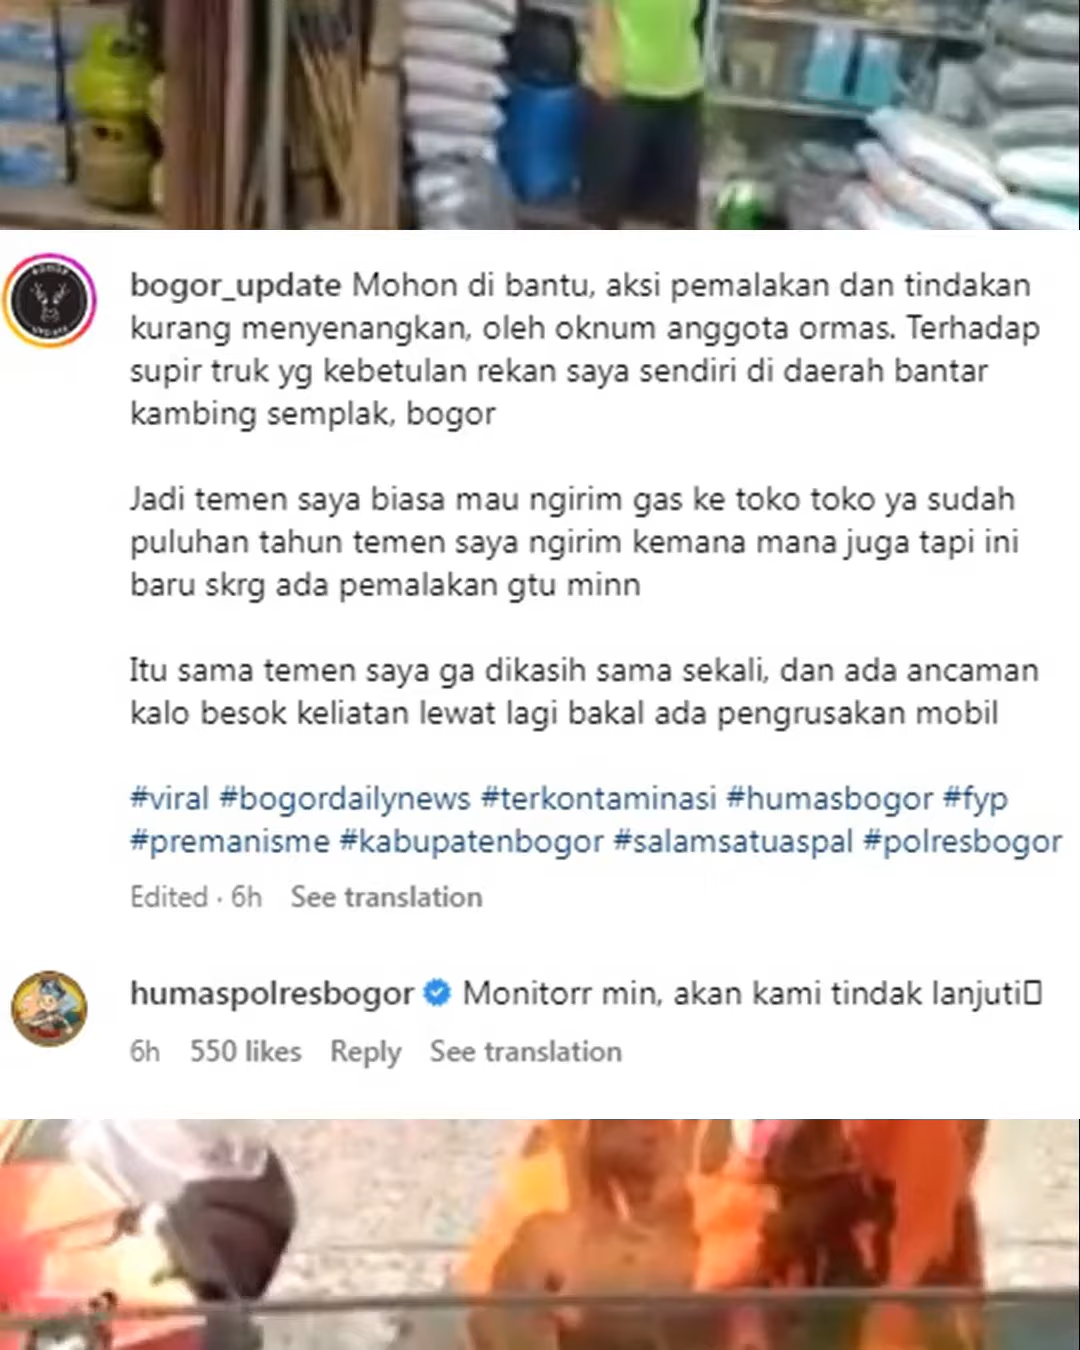 bogor_update Mohon di bantu, aksi pemalakan dan tindakan
kurang menyenangkan, oleh oknum anggota ormas. Terhadap
supir truk yg kebetulan rekan saya sendiri di daerah bantar
kambing semplak, bogor
Jadi temen saya biasa mau ngirim gas ke toko toko ya sudah
puluhan tahun temen saya ngirim kemana mana juga tapi ini
baru skrg ada pemalakan gtu minn
Itu sama temen saya ga dikasih sama sekali, dan ada ancaman
kalo besok keliatan lewat lagi bakal ada pengrusakan mobil
#viral #bogordailynews #terkontaminasi #humasbogor #fyp
#premanisme #kabupatenbogor #salamsatuaspal #polresbogor
Edited · 6h See translation
humaspolresbogor Monitorr min, akan kami tindak lanjuti
6h 550 likes Reply See translation